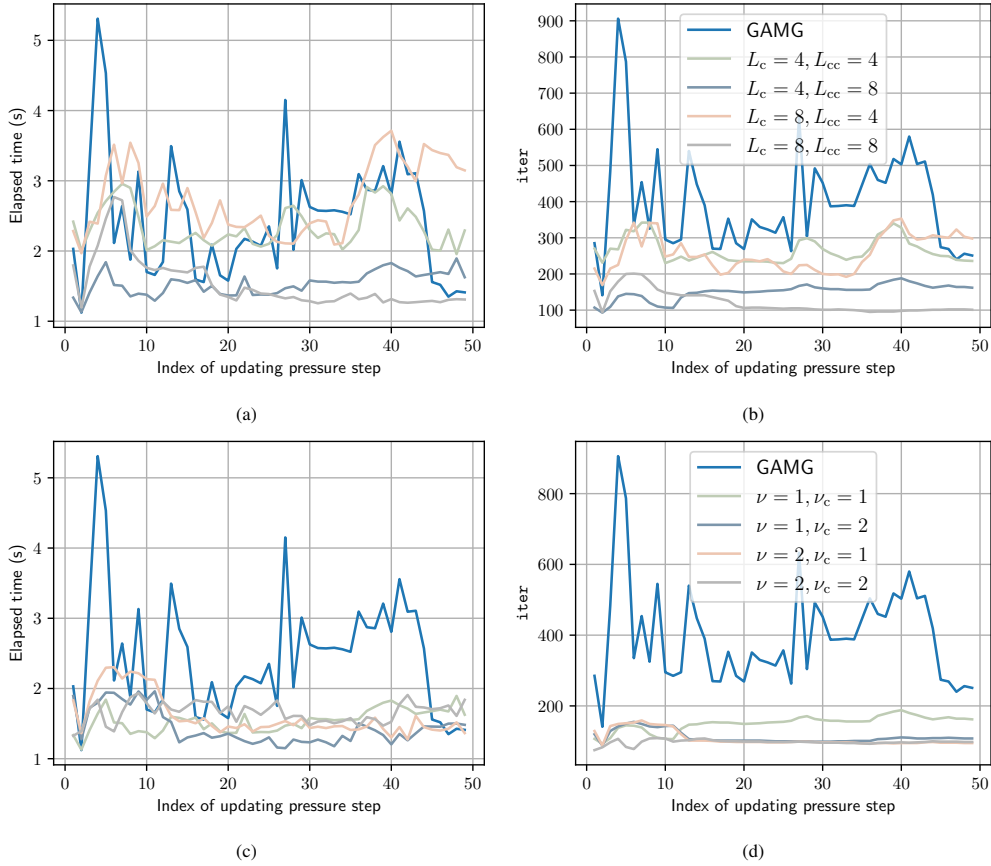 5
4
3
2
1
0
10
20
30
40
50
Elapsed time (s)
Index of updating pressure step
(a)
900
800
700
600
500
400
300
200
100
0
10
20
30
40
50
iter
Index of updating pressure step
GAMG
L_c = 4, L_cc = 4
L_c = 4, L_cc = 8
L_c = 8, L_cc = 4
L_c = 8, L_cc = 8
(b)
5
4
3
2
1
0
10
20
30
40
50
Elapsed time (s)
Index of updating pressure step
(c)
800
600
400
200
0
10
20
30
40
50
iter
Index of updating pressure step
GAMG
ν = 1, ν_c = 1
ν = 1, ν_c = 2
ν = 2, ν_c = 1
ν = 2, ν_c = 2
(d)